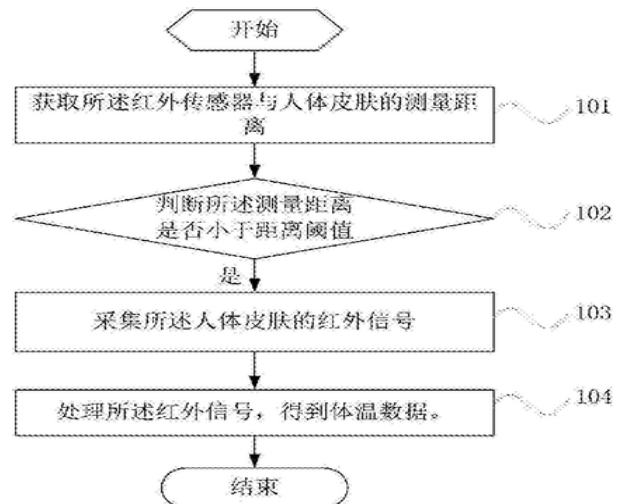 开始
获取所述红外传感器与人体皮肤的测量距
离
101
判断所述测量距离
是否小于距离阈值
102
是
采集所述人体皮肤的红外信号
103
处理所述红外信号，得到体温数据。
104
结束